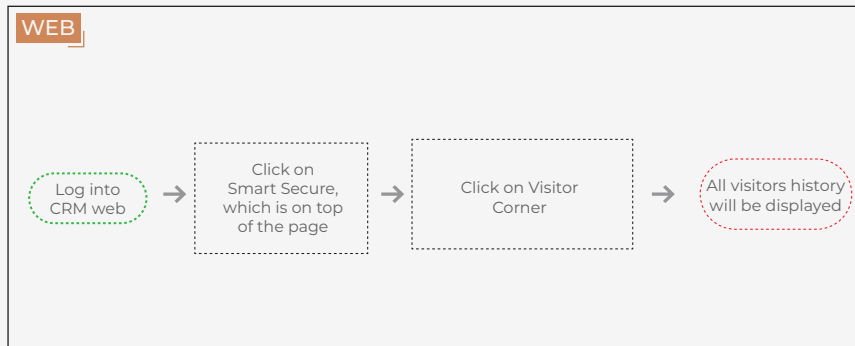 WEB
Log into
CRM web
Click on
Smart Secure,
which is on top
of the page
Click on Visitor
Corner
All visitors history
will be displayed